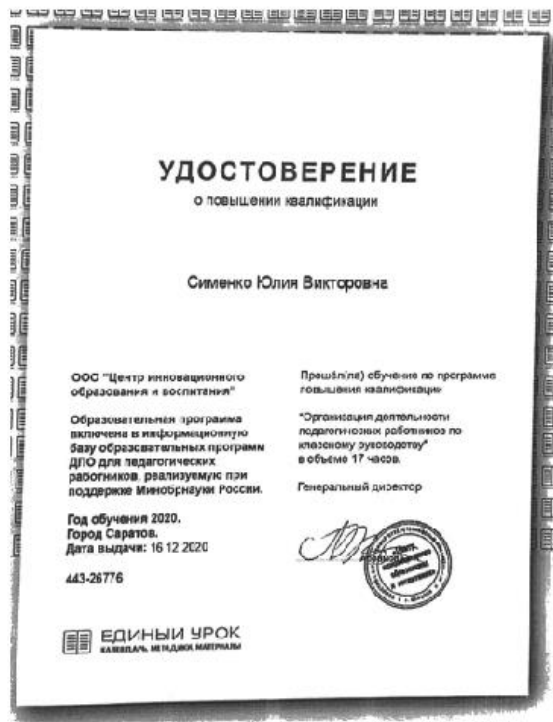 УДОСТОВЕРЕНИЕ
о повышении квалификации
Сименко Юлия Викторовна
ООО "Центр инновационного
образования и воспитания"
Образовательная программа
включена в информационную
базу образовательных программ
ДПО для педагогических
работников, реализуемую при
поддержке Минобрнауки России.
Год обучения 2020.
Город Саратов.
Дата выдачи: 16.12.2020
443-26776
Прошёл(ла) обучение по программе
повышения квалификации
"Организация деятельности
педагогических работников по
классному руководству"
в объеме 17 часов.
Генеральный директор
ЕДИНЫЙ УРОК
КАЛЕНДАРЬ, МЕТОДИКИ, МАТЕРИАЛЫ